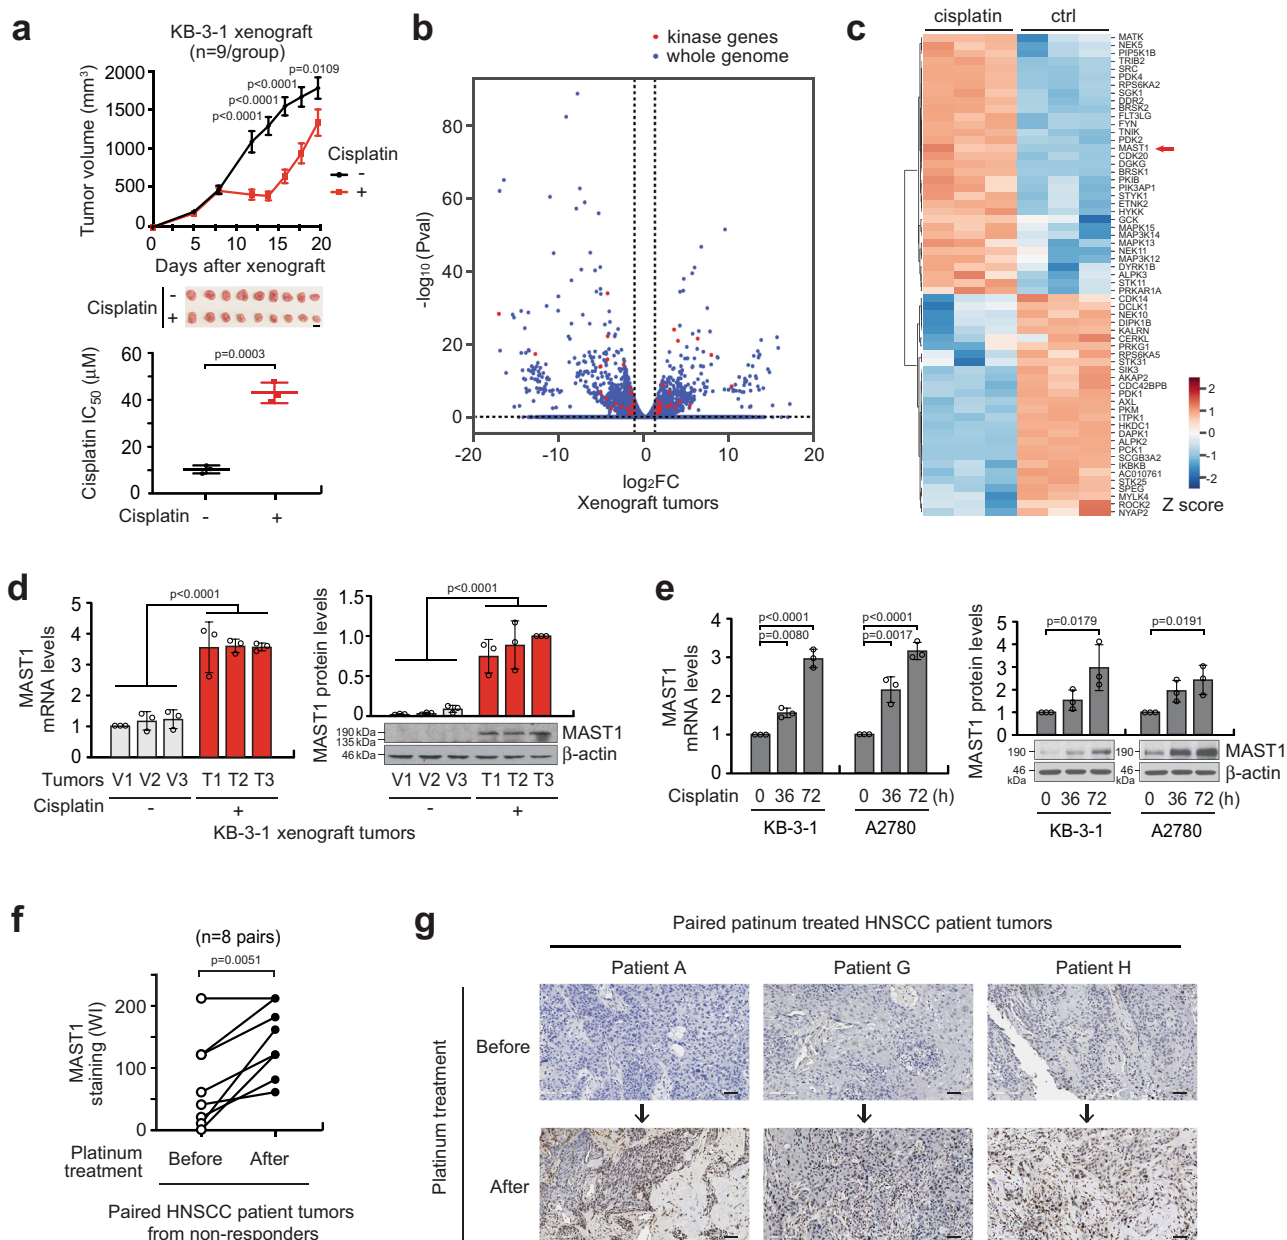 a
KB-3-1 xenograft
(n=9/group)
Tumor volume (mm³)
2000
1500
1000
500
0
p=0.0109
p<0.0001
p<0.0001
p<0.0001
Cisplatin
-
+
0 5 10 15 20
Days after xenograft
Cisplatin
-
+
Cisplatin IC50 (µM)
60
40
20
0
p=0.0003
Cisplatin - +
b
kinase genes
whole genome
-log10 (Pval)
80
60
40
20
0
-20 -10 0 10 20
log2FC
Xenograft tumors
c
cisplatin ctrl
MATK
NEK5
PIP5K1B
TRIB2
SRC
PDK4
RPS6KA2
SGK1
DDR2
BRSK2
FLT3LG
FYN
TNIK
PDK2
MAST1
CDK20
DGKG
BRSK1
PKIB
PIK3AP1
STYK1
ETNK2
HYKK
GCK
MAPK15
MAP3K14
MAPK13
NEK11
MAP3K12
DYRK1B
ALPK3
STK11
PRKAR1A
CDK14
DCLK1
NEK10
DIPK1B
KALRN
CERKL
PRKG1
RPS6KA5
STK31
SIK3
AKAP2
CDC42BPB
PDK1
AXL
PKM
ITPK1
HKDC1
DAPK1
ALPK2
PCK1
SCGB3A2
IKBKB
AC010761
STK25
SPEG
MYLK4
ROCK2
NYAP2
2
1
0
-1
-2
Z score
d
MAST1
mRNA levels
5
4
3
2
1
0
p<0.0001
Tumors V1 V2 V3 T1 T2 T3
Cisplatin - +
MAST1 protein levels
1.5
1.0
0.5
0
p<0.0001
190 kDa
135 kDa
46 kDa
MAST1
β-actin
V1 V2 V3 T1 T2 T3
- +
KB-3-1 xenograft tumors
e
MAST1
mRNA levels
4
3
2
1
0
p<0.0001
p=0.0080
p<0.0001
p=0.0017
Cisplatin 0 36 72 0 36 72 (h)
KB-3-1 A2780
MAST1 protein levels
5
4
3
2
1
0
p=0.0179
p=0.0191
190
46
kDa
190
46
kDa
MAST1
β-actin
0 36 72 0 36 72 (h)
KB-3-1 A2780
f
(n=8 pairs)
p=0.0051
MAST1
staining (WI)
200
100
0
Platinum
treatment
Before After
Paired HNSCC patient tumors
from non-responders
g
Paired patinum treated HNSCC patient tumors
Patient A Patient G Patient H
Platinum treatment
Before
After